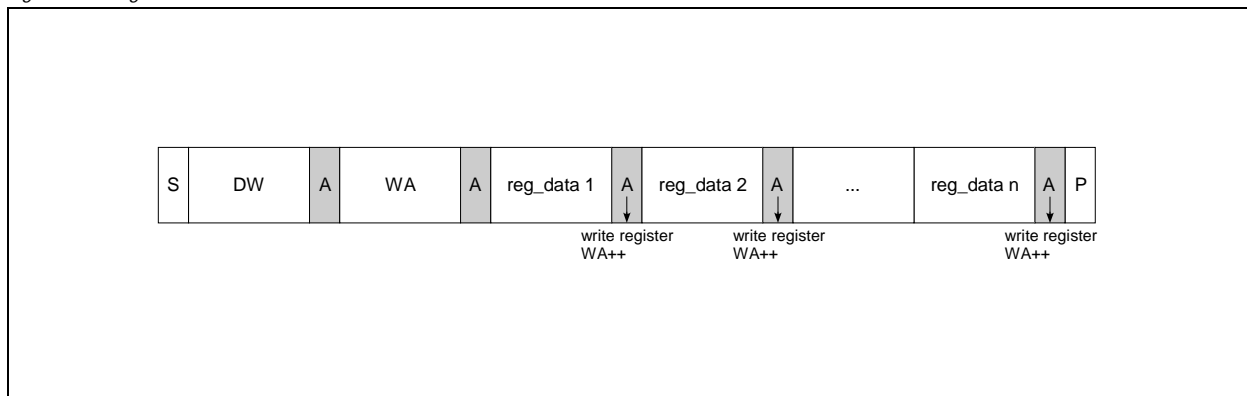 S DW A WA A reg_data 1 A reg_data 2 A ... reg_data n A P
write register write register write register
WA++ WA++ WA++